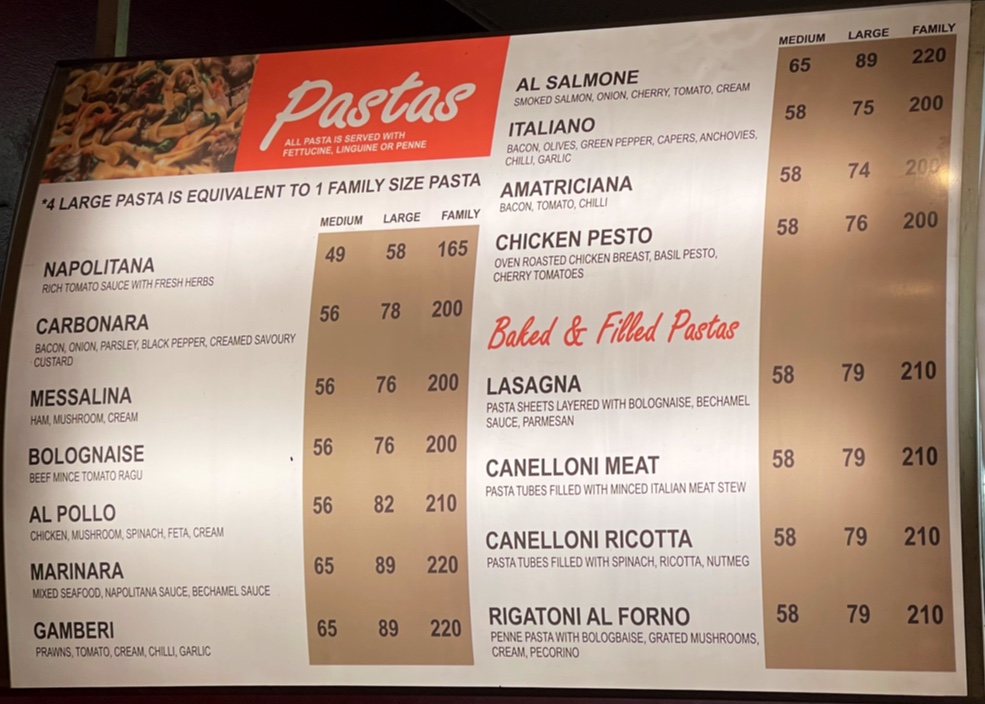 Pastas
ALL PASTA IS SERVED WITH
FETTUCINE, LINGUINE OR PENNE
*4 LARGE PASTA IS EQUIVALENT TO 1 FAMILY SIZE PASTA
MEDIUM LARGE FAMILY
NAPOLITANA 49 58 165
RICH TOMATO SAUCE WITH FRESH HERBS
CARBONARA 56 78 200
BACON, ONION, PARSLEY, BLACK PEPPER, CREAMED SAVOURY
CUSTARD
MESSALINA 56 76 200
HAM, MUSHROOM, CREAM
BOLOGNAISE 56 76 200
BEEF MINCE TOMATO RAGU
AL POLLO 56 82 210
CHICKEN, MUSHROOM, SPINACH, FETA, CREAM
MARINARA 65 89 220
MIXED SEAFOOD, NAPOLITANA SAUCE, BECHAMEL SAUCE
GAMBERI 65 89 220
PRAWNS, TOMATO, CREAM, CHILLI, GARLIC
MEDIUM LARGE FAMILY
AL SALMONE 65 89 220
SMOKED SALMON, ONION, CHERRY, TOMATO, CREAM
ITALIANO 58 75 200
BACON, OLIVES, GREEN PEPPER, CAPERS, ANCHOVIES,
CHILLI, GARLIC
AMATRICIANA 58 74 200
BACON, TOMATO, CHILLI
CHICKEN PESTO 58 76 200
OVEN ROASTED CHICKEN BREAST, BASIL PESTO,
CHERRY TOMATOES
Baked & Filled Pastas
LASAGNA 58 79 210
PASTA SHEETS LAYERED WITH BOLOGNAISE, BECHAMEL
SAUCE, PARMESAN
CANELLONI MEAT 58 79 210
PASTA TUBES FILLED WITH MINCED ITALIAN MEAT STEW
CANELLONI RICOTTA 58 79 210
PASTA TUBES FILLED WITH SPINACH, RICOTTA, NUTMEG
RIGATONI AL FORNO 58 79 210
PENNE PASTA WITH BOLOGBAISE, GRATED MUSHROOMS,
CREAM, PECORINO